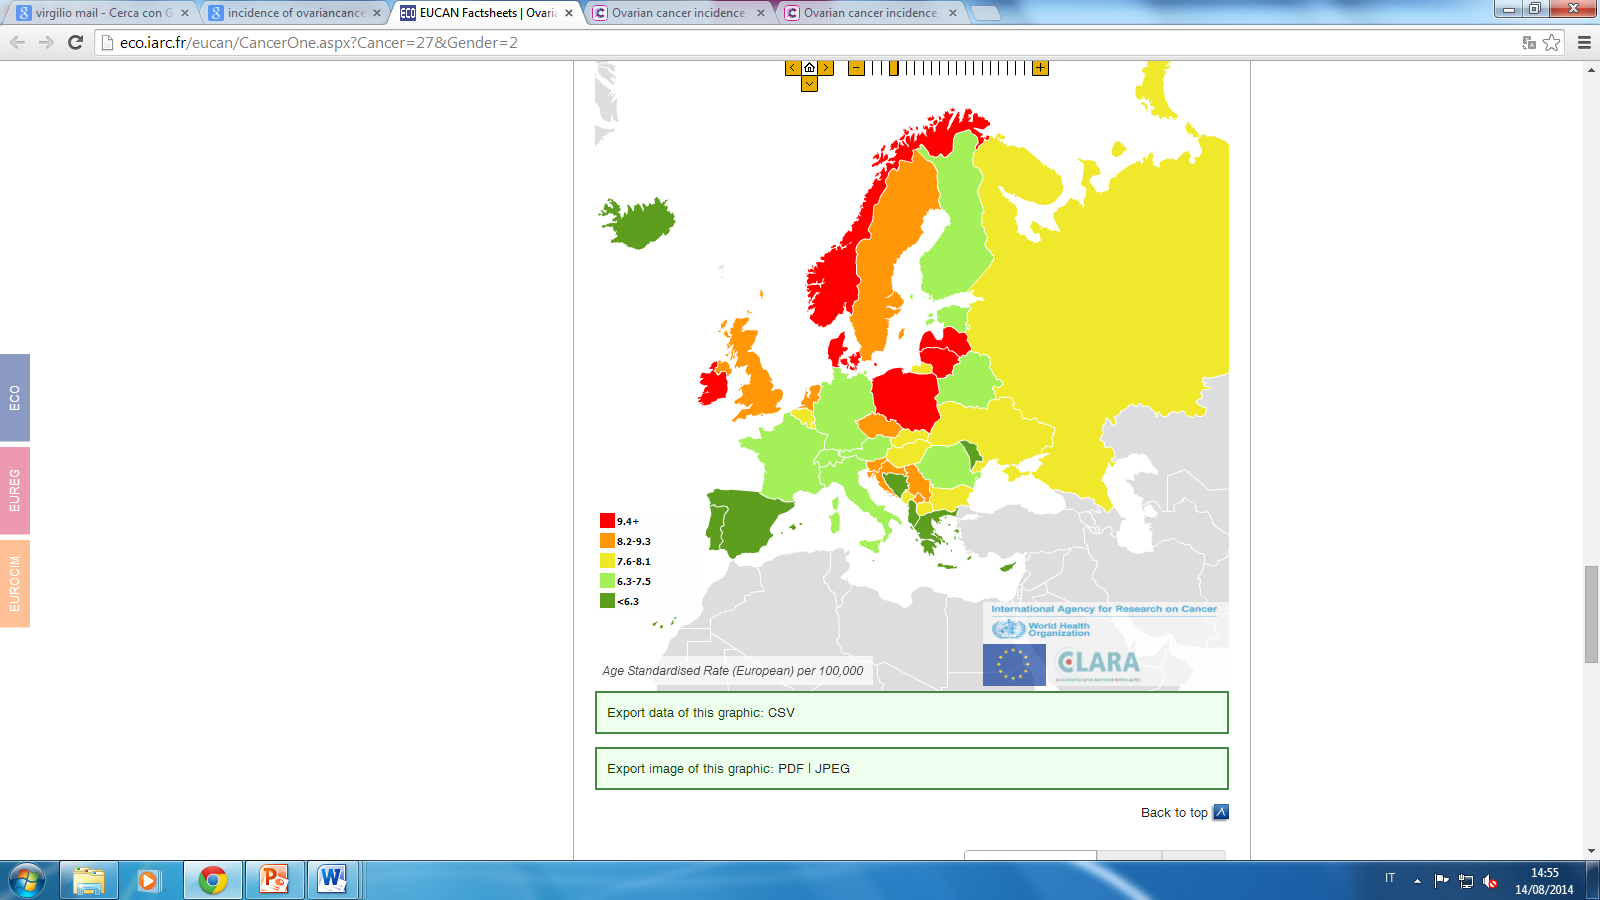 virgilio mail - Cerca con G
incidence of ovariancance
ECO EUCAN Factsheets | Ovaria
Ovarian cancer incidence
Ovarian cancer incidence
eco.iarc.fr/eucan/CancerOne.aspx?Cancer=27&Gender=2
ECO
EUREG
EUROCIM
9.4+
8.2-9.3
7.6-8.1
6.3-7.5
<6.3
International Agency for Research on Cancer
World Health
Organization
CLARA
Age Standardised Rate (European) per 100,000
Export data of this graphic: CSV
Export image of this graphic: PDF | JPEG
Back to top
IT
14:55
14/08/2014